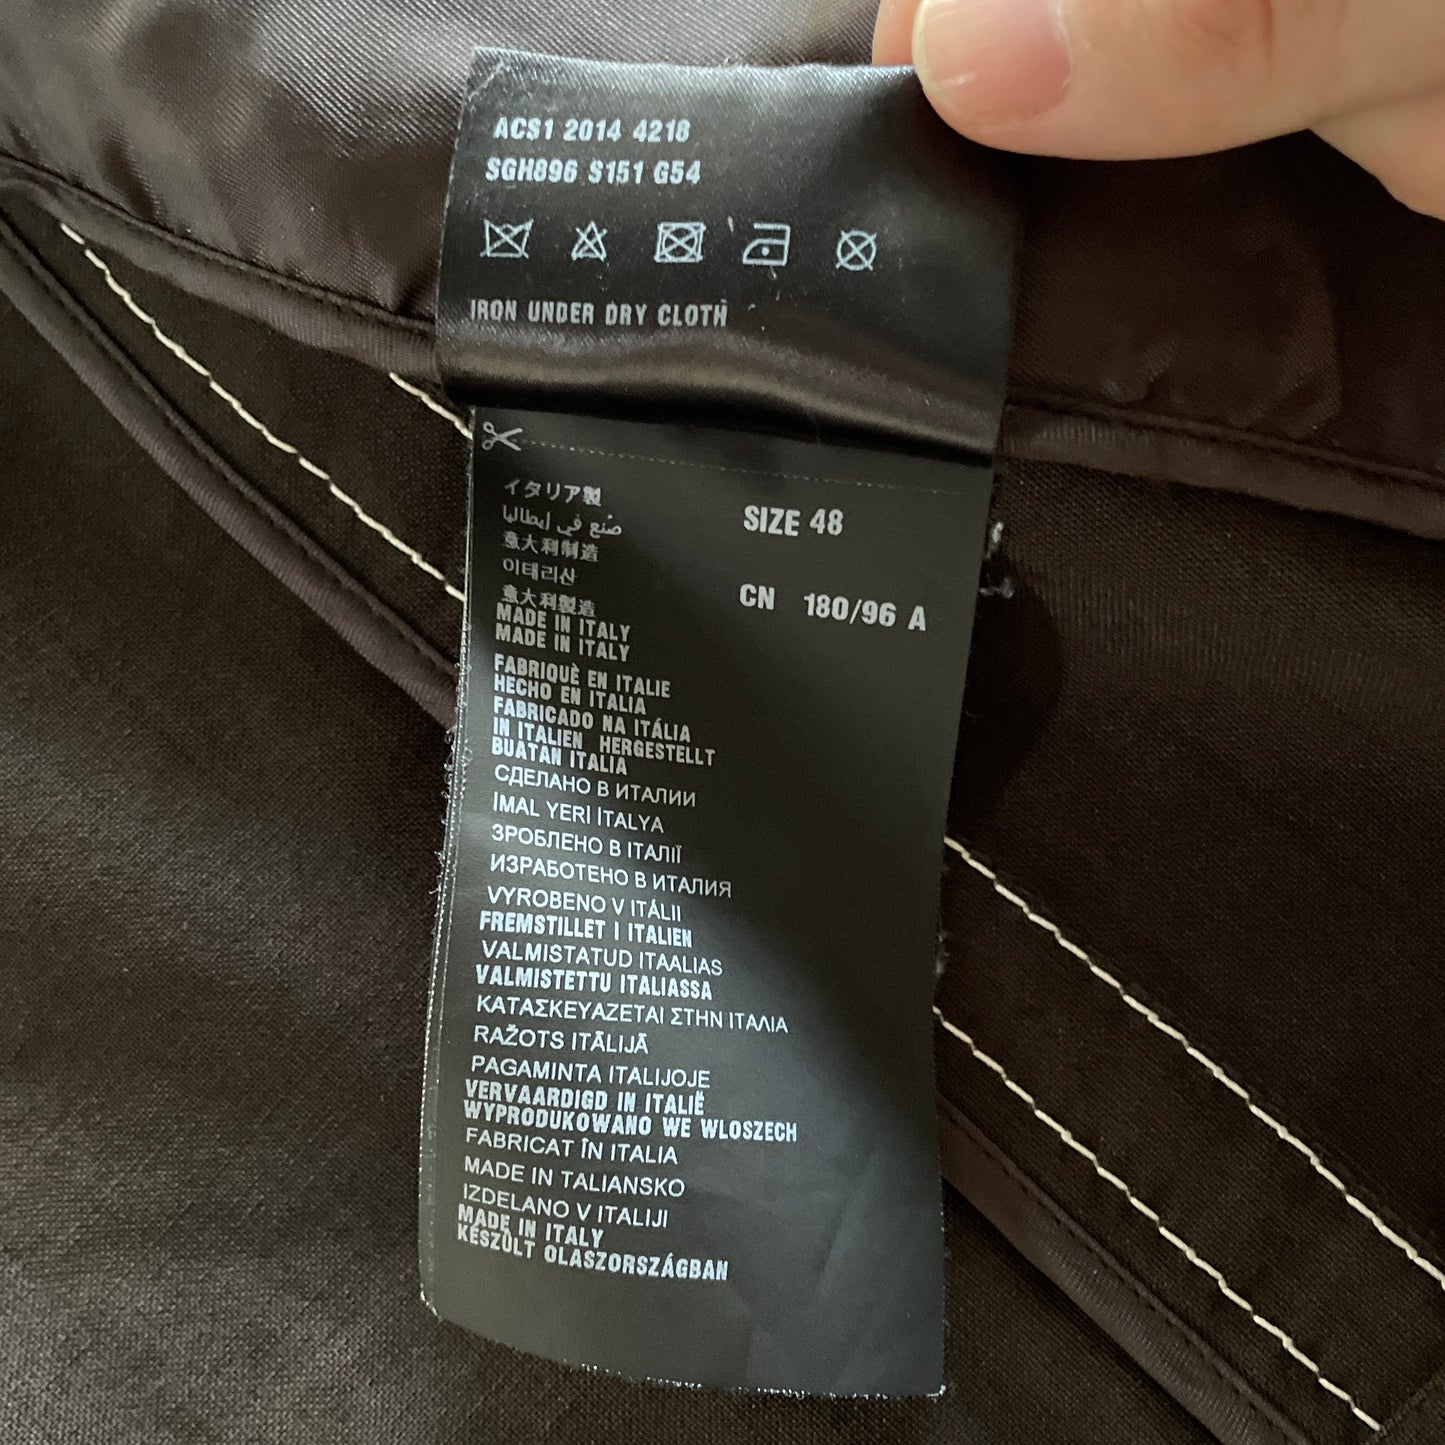 ACS1 2014 4218
SGH896 S151 G54
IRON UNDER DRY CLOTH
イタリア製
صُنع في إيطاليا
意大利制造
이태리산
意大利製造
MADE IN ITALY
MADE IN ITALY
FABRIQUÈ EN ITALIE
HECHO EN ITALIA
FABRICADO NA ITÁLIA
IN ITALIEN HERGESTELLT
BUATAN ITALIA
СДЕЛАНО В ИТАЛИИ
İMAL YERİ İTALYA
ЗРОБЛЕНО В ІТАЛІЇ
ИЗРАБОТЕНО В ИТАЛИЯ
VYROBENO V ITÁLII
FREMSTILLET I ITALIEN
VALMISTATUD ITAALIAS
VALMISTETTU ITALIASSA
ΚΑΤΑΣΚΕΥΑΖΕΤΑΙ ΣΤΗΝ ΙΤΑΛΙΑ
RAŽOTS ITĀLIJĀ
PAGAMINTA ITALIJOJE
VERVAARDIGD IN ITALIË
WYPRODUKOWANO WE WLOSZECH
FABRICAT ÎN ITALIA
MADE IN TALIANSKO
IZDELANO V ITALIJI
MADE IN ITALY
KÉSZÛLT OLASZORSZÁGBAN
SIZE 48
CN 180/96 A